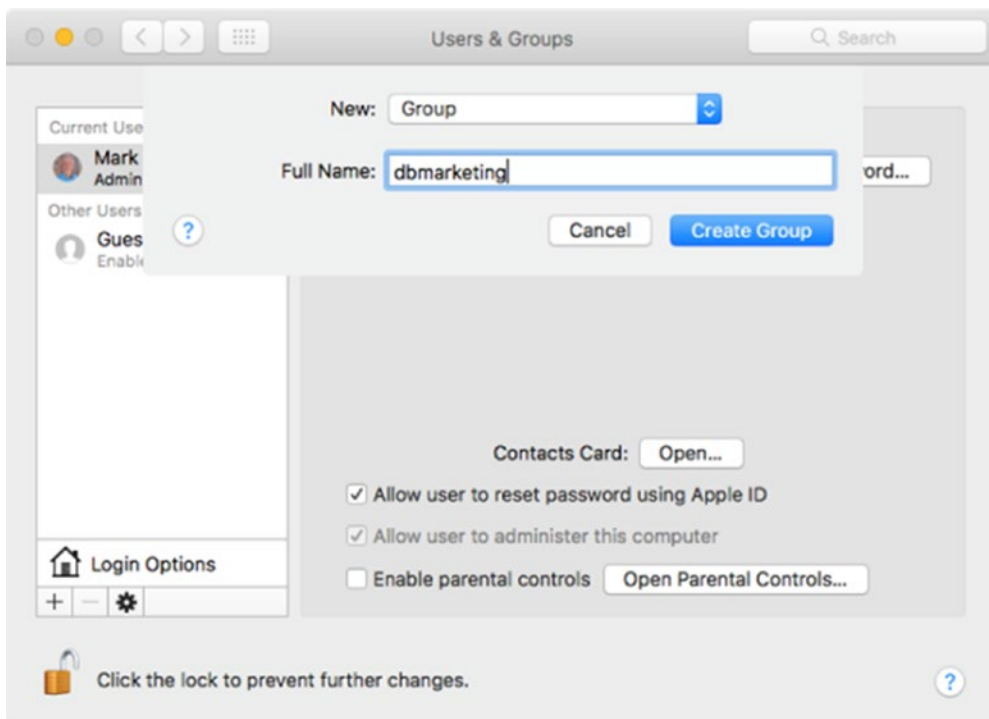 Users & Groups
Search
New: Group
Full Name: dbmarketing
Cancel
Create Group
Current Use
Mark
Admin
ord...
Other Users
Gues
Enable
?
Contacts Card: Open...
Allow user to reset password using Apple ID
Allow user to administer this computer
Enable parental controls
Open Parental Controls...
Login Options
Click the lock to prevent further changes.
?